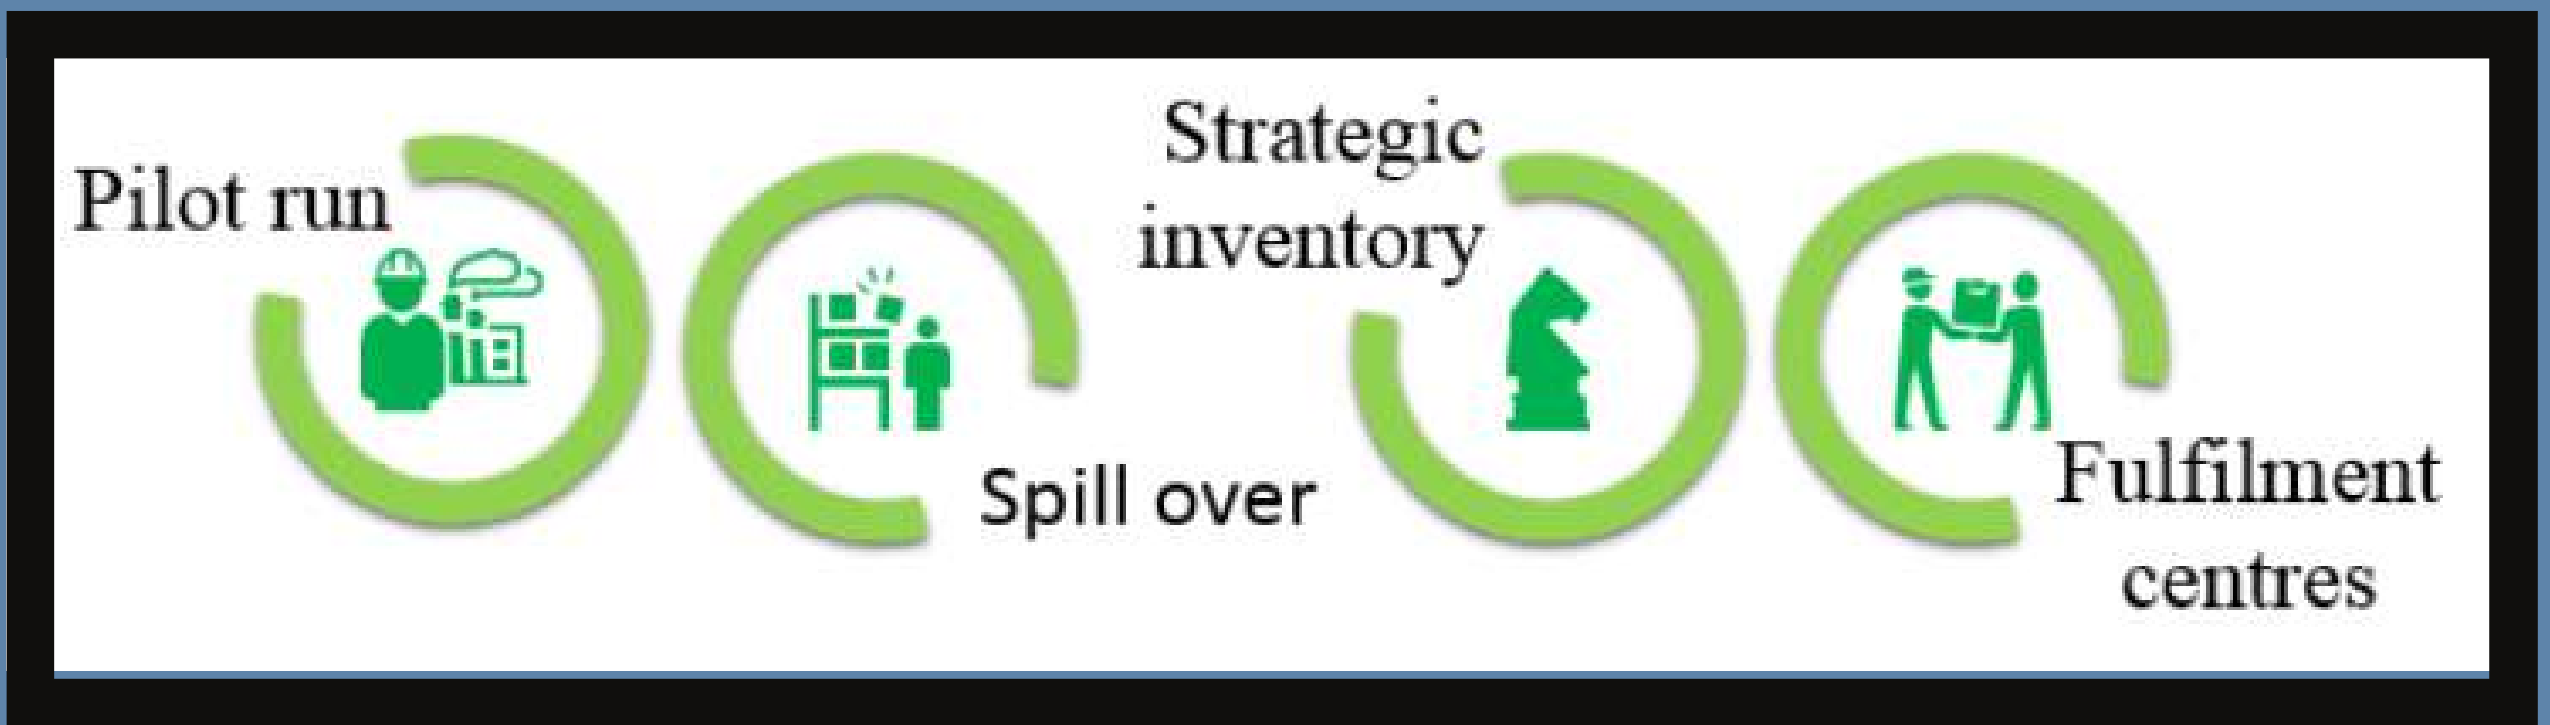 Pilot run
Spill over
Strategic
inventory
Fulfilment
centres